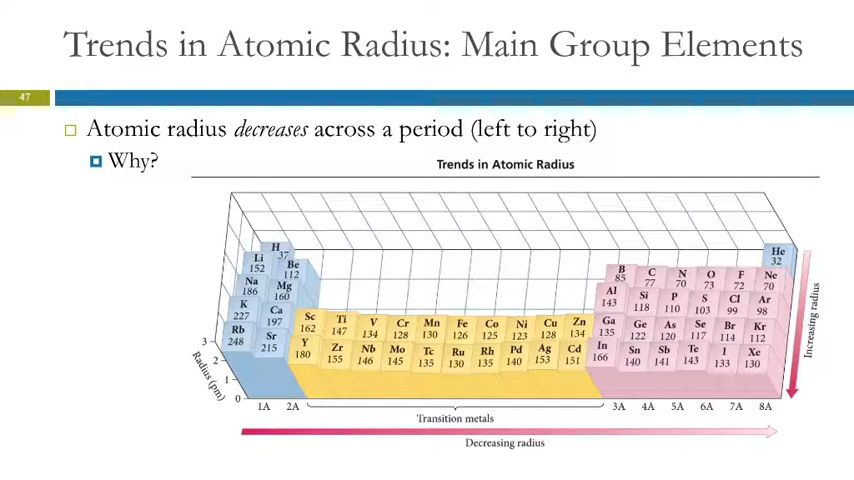 Trends in Atomic Radius: Main Group Elements
47
Atomic radius decreases across a period (left to right)
Why?
Trends in Atomic Radius
H 37
He 32
Li 152
Be 112
B 85
C 77
N 70
O 73
F 72
Ne 70
Na 186
Mg 160
Al 143
Si 118
P 110
S 103
Cl 99
Ar 98
K 227
Ca 197
Sc 162
Ti 147
V 134
Cr 128
Mn 130
Fe 126
Co 125
Ni 123
Cu 128
Zn 134
Ga 135
Ge 122
As 120
Se 117
Br 114
Kr 112
Rb 248
Sr 215
Y 180
Zr 155
Nb 146
Mo 145
Tc 135
Ru 130
Rh 135
Pd 140
Ag 153
Cd 151
In 166
Sn 140
Sb 141
Te 143
I 133
Xe 130
3
2
1
0
Radius (pm)
1A 2A 3A 4A 5A 6A 7A 8A
Transition metals
Increasing radius
Decreasing radius